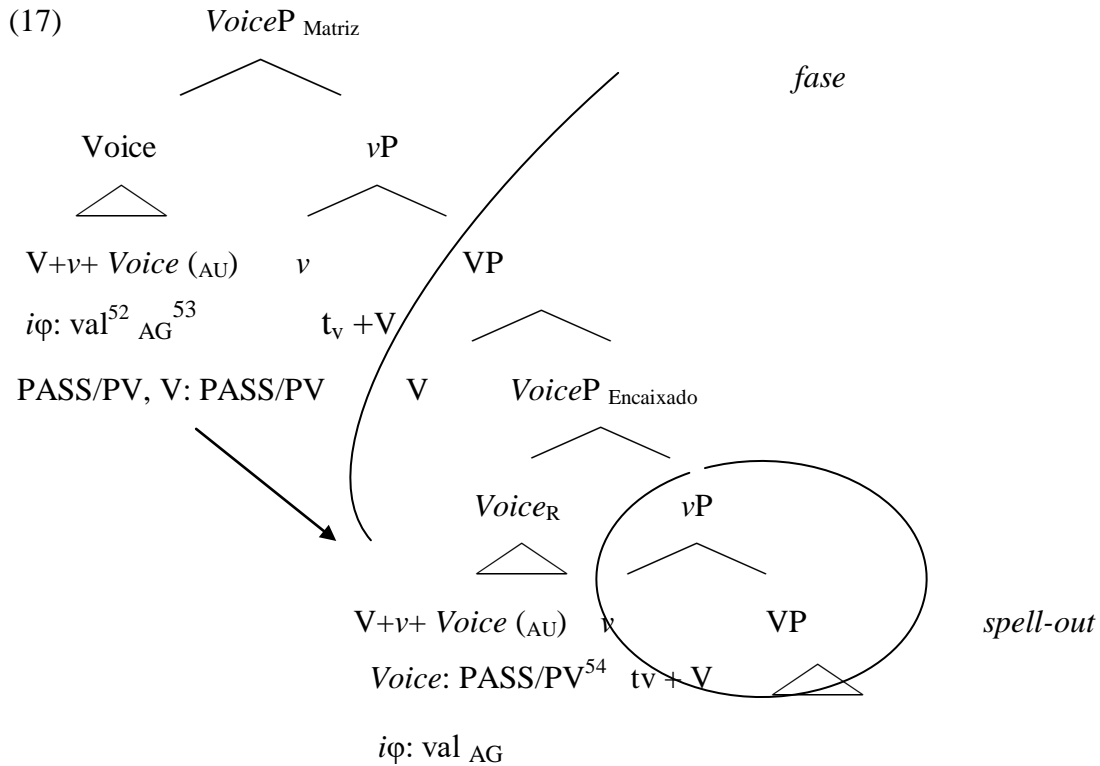 (17) VoiceP Matriz
fase
Voice vP
V+v+ Voice (AU) v VP
iφ: val52 AG53 tv +V
PASS/PV, V: PASS/PV V VoiceP Encaixado
VoiceR vP
V+v+ Voice (AU) v VP spell-out
Voice: PASS/PV54 tv + V
iφ: val AG